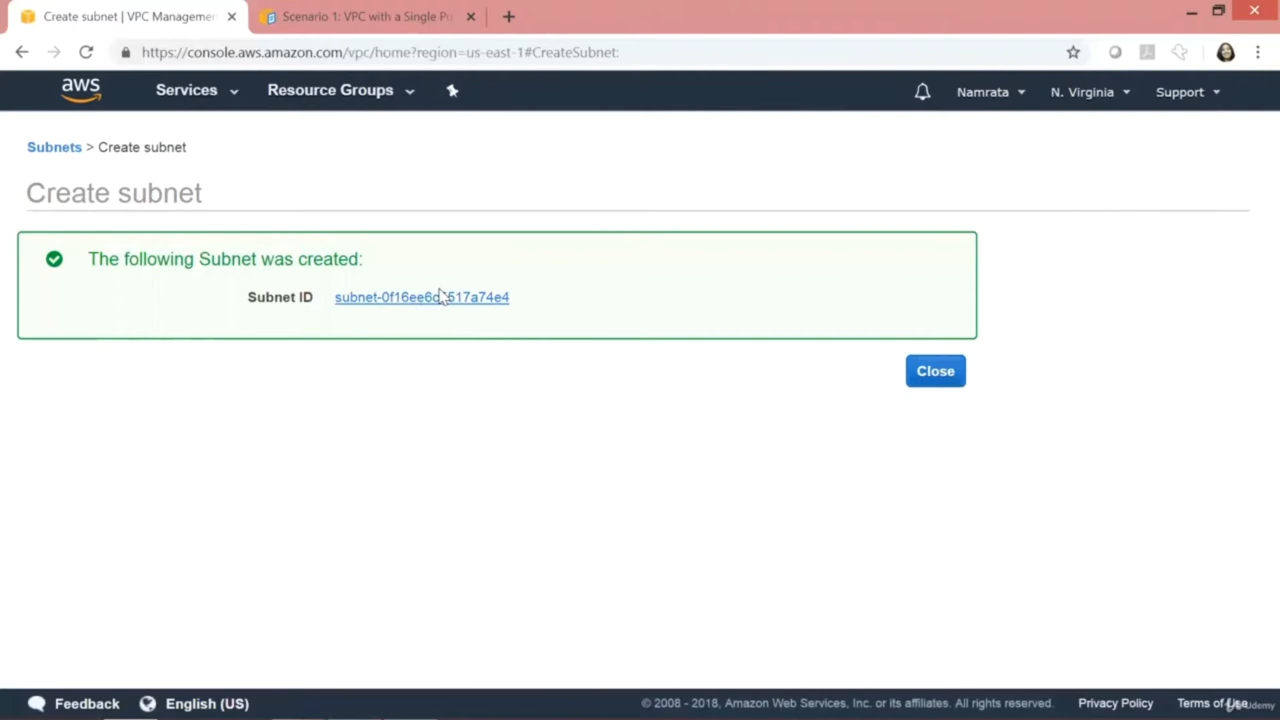 Create subnet | VPC Managemen
Scenario 1: VPC with a Single Pu
https://console.aws.amazon.com/vpc/home?region=us-east-1#CreateSubnet:
aws
Services
Resource Groups
Namrata
N. Virginia
Support
Subnets > Create subnet
Create subnet
The following Subnet was created:
Subnet ID
Close
Feedback
English (US)
© 2008 - 2018, Amazon Web Services, Inc. or its affiliates. All rights reserved.
Privacy Policy
Terms of Use
Udemy